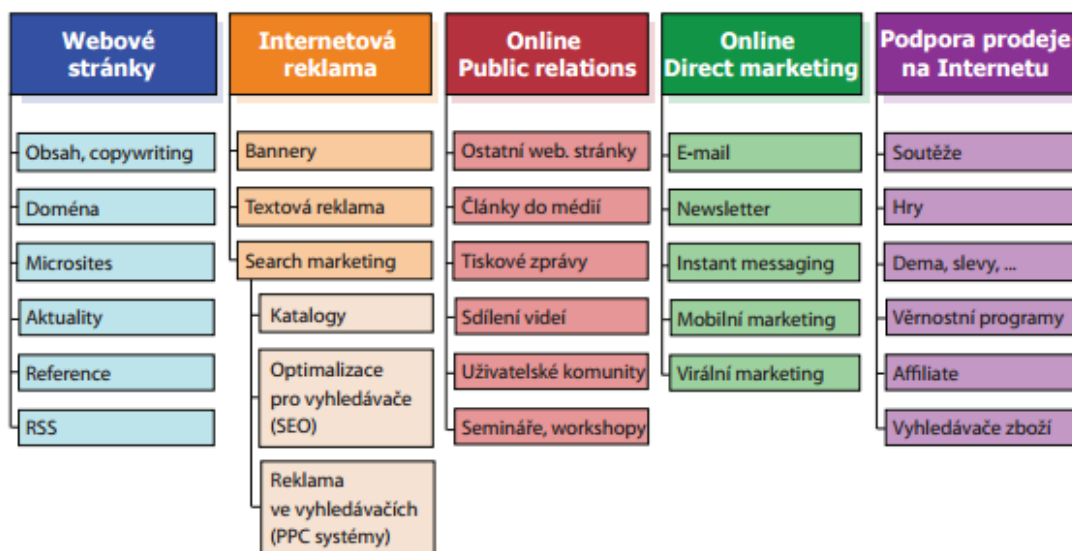 Webové
stránky
Obsah, copywriting
Doména
Microsites
Aktuality
Reference
RSS
Internetová
reklama
Bannery
Textová reklama
Search marketing
Katalogy
Optimalizace
pro vyhledávače
(SEO)
Reklama
ve vyhledávačích
(PPC systémy)
Online
Public relations
Ostatní web. stránky
Články do médií
Tiskové zprávy
Sdílení videí
Uživatelské komunity
Semináře, workshopy
Online
Direct marketing
E-mail
Newsletter
Instant messaging
Mobilní marketing
Virální marketing
Podpora prodeje
na Internetu
Soutěže
Hry
Dema, slevy, ...
Věrnostní programy
Affiliate
Vyhledávače zboží